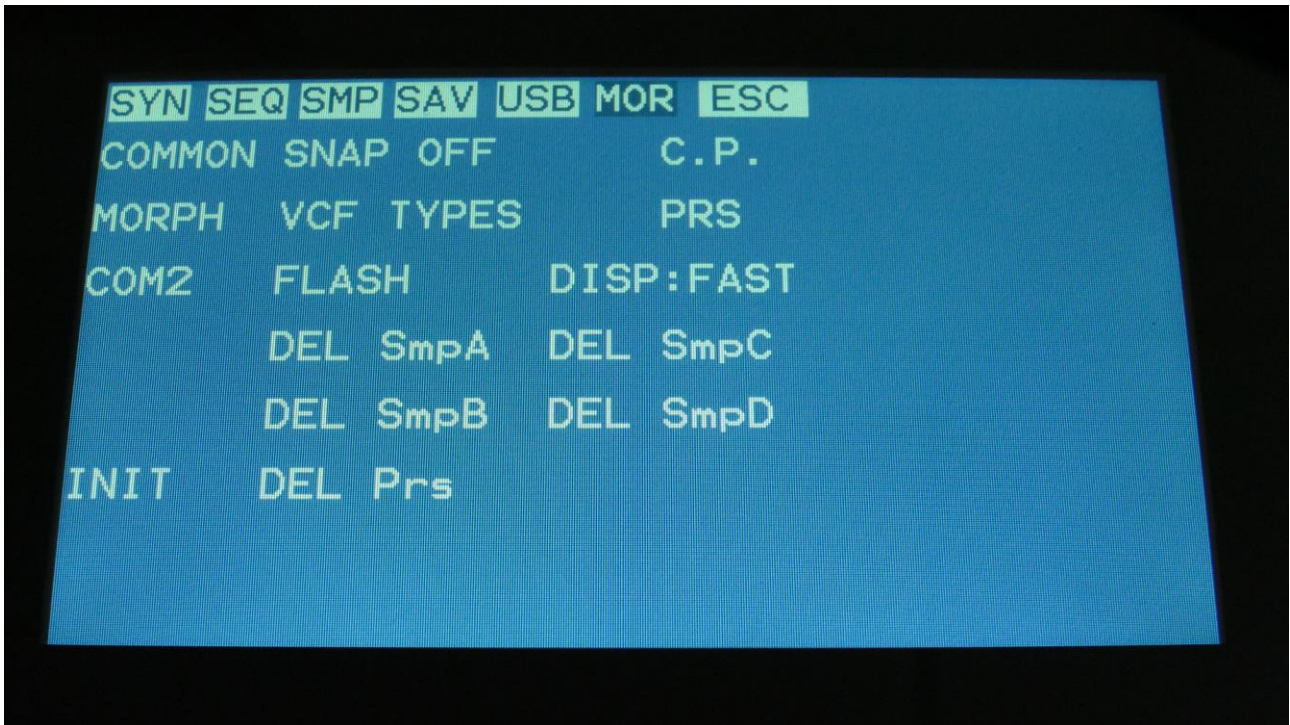 SYN SEQ SMP SAV USB MOR ESC
COMMON SNAP OFF C.P.
MORPH VCF TYPES PRS
COM2 FLASH DISP:FAST
DEL SmpA DEL SmpC
DEL SmpB DEL SmpD
INIT DEL Prs